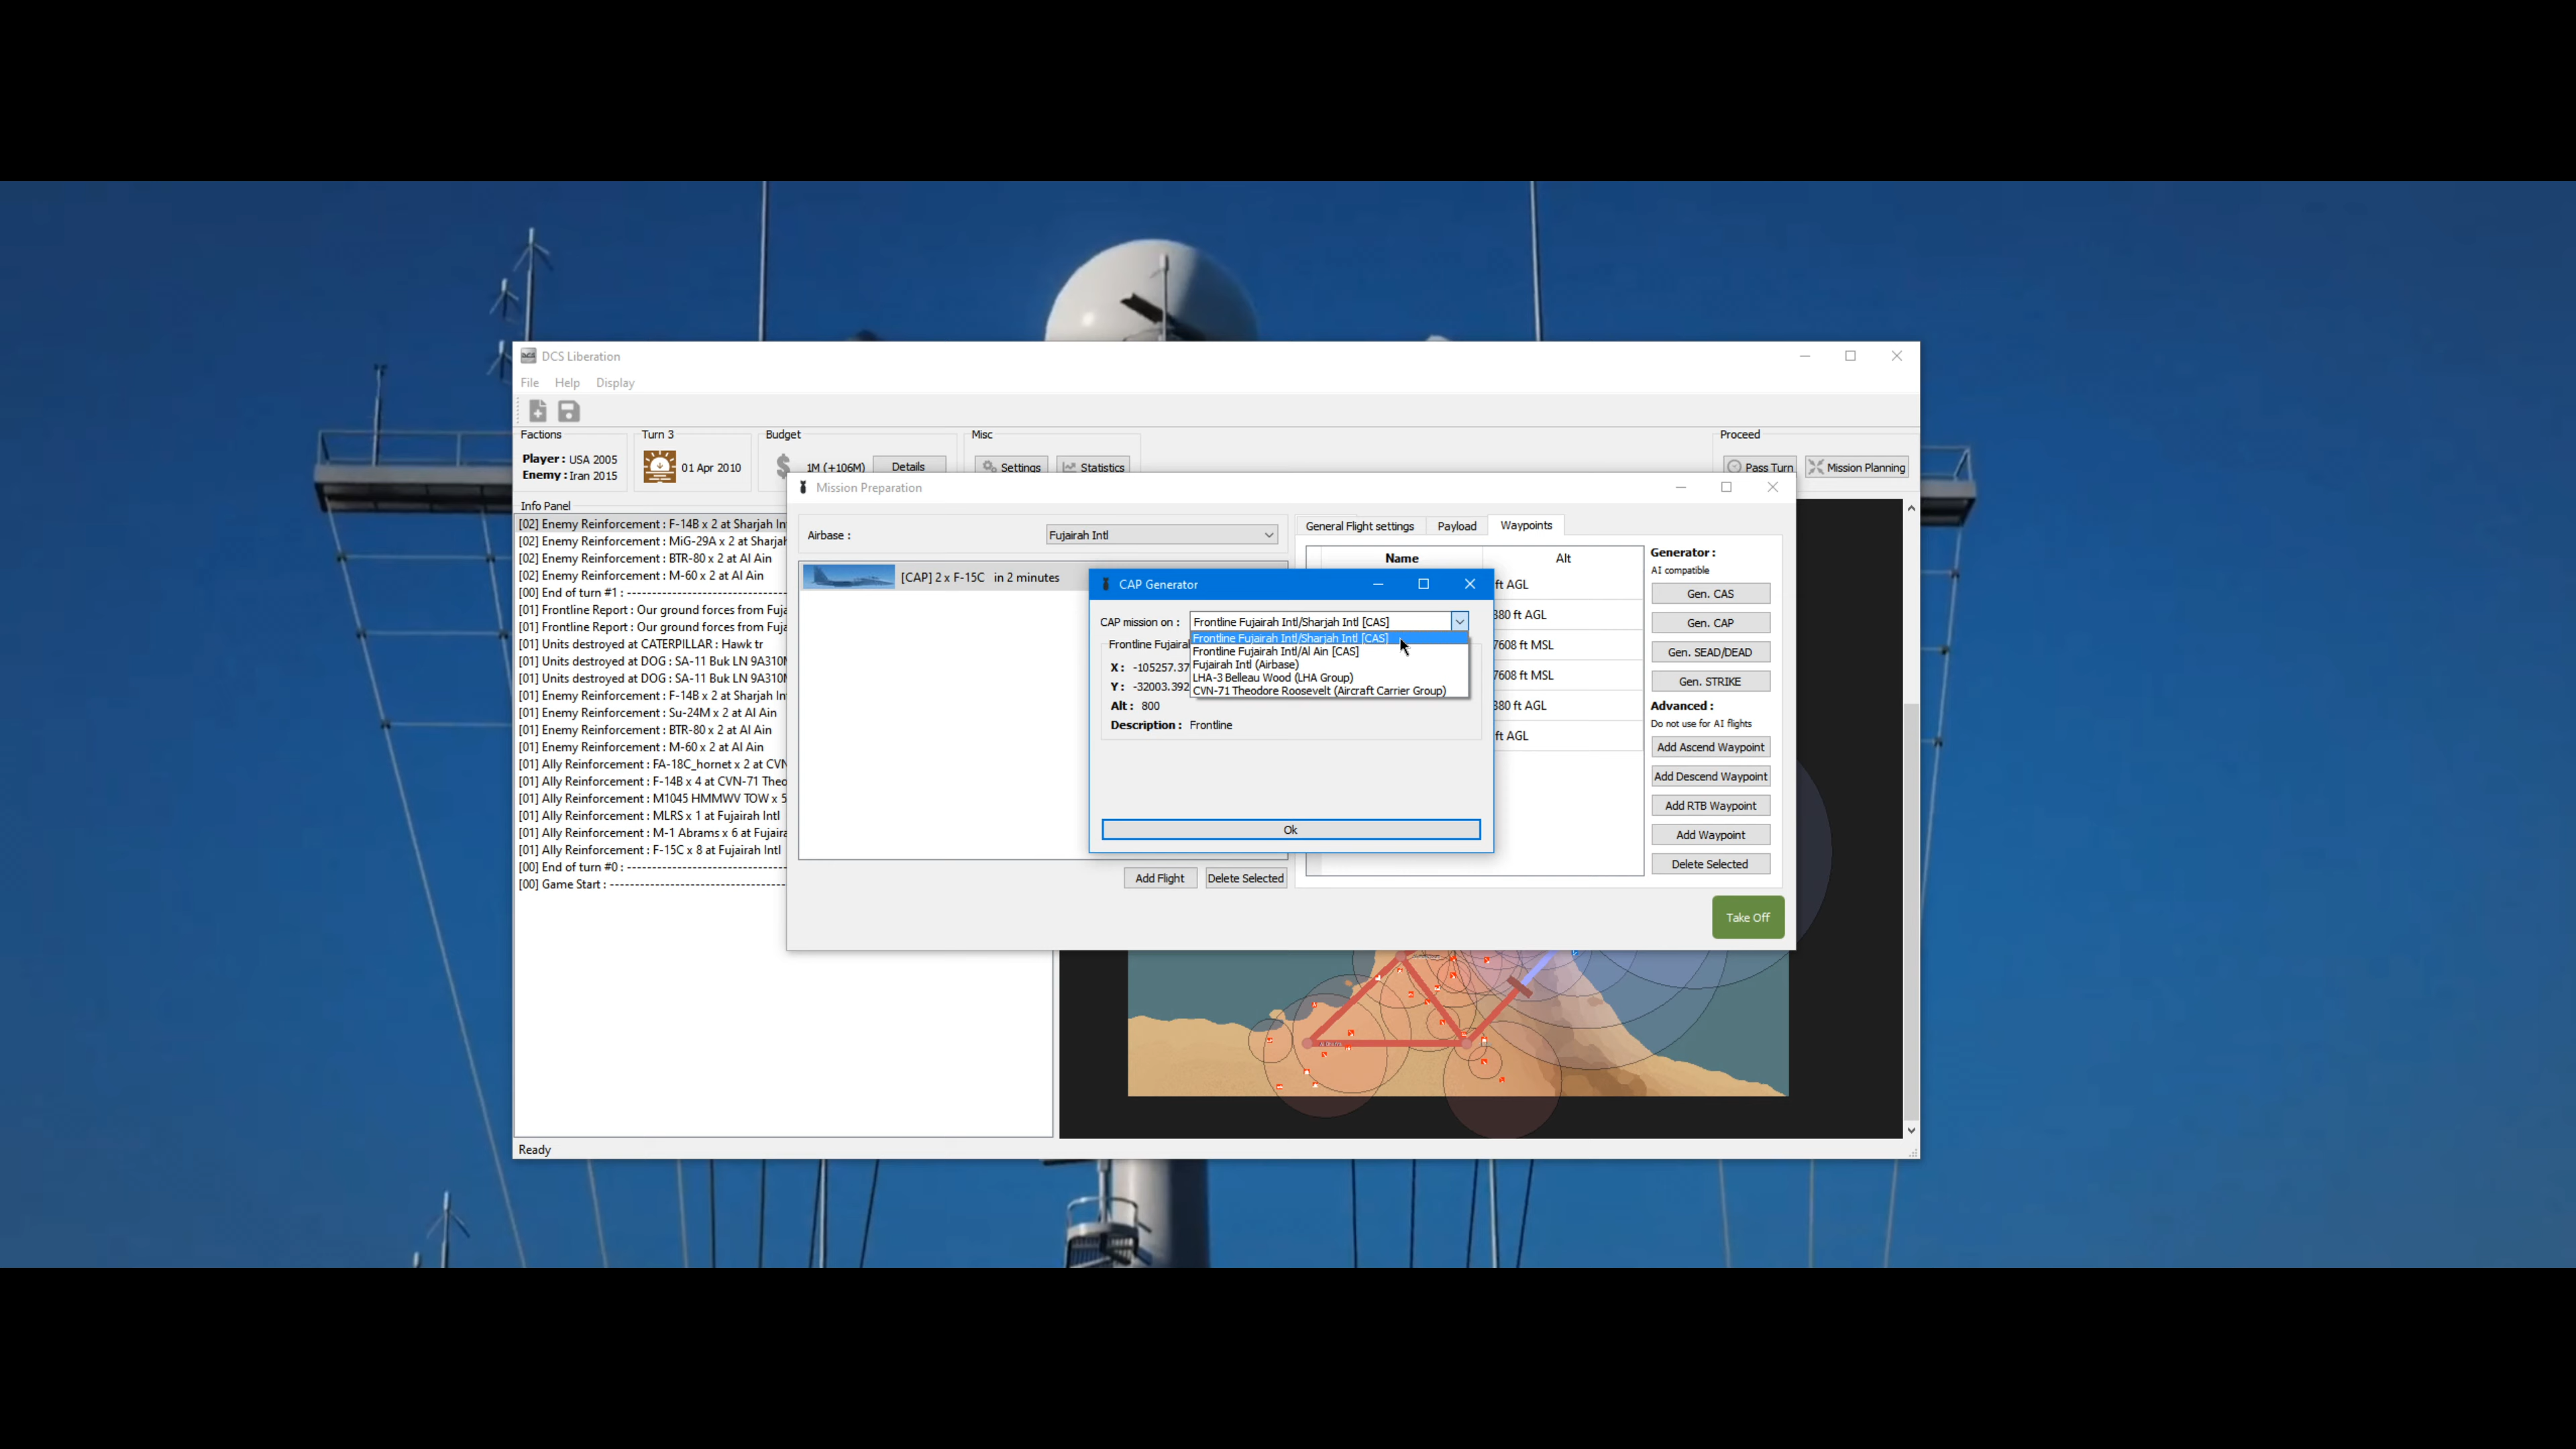 DCS Liberation
File Help Display
Factions
Player : USA 2005
Enemy : Iran 2015
Turn 3
01 Apr 2010
Budget
1M (+106M) Details
Misc
Settings Statistics
Proceed
Pass Turn Mission Planning
Info Panel
[02] Enemy Reinforcement : F-14B x 2 at Sharjah In
[02] Enemy Reinforcement : MiG-29A x 2 at Sharjah
[02] Enemy Reinforcement : BTR-80 x 2 at Al Ain
[02] Enemy Reinforcement : M-60 x 2 at Al Ain
[00] End of turn #1 : -----------------------------
[01] Frontline Report : Our ground forces from Fuja
[01] Frontline Report : Our ground forces from Fuja
[01] Units destroyed at CATERPILLAR : Hawk tr
[01] Units destroyed at DOG : SA-11 Buk LN 9A310M
[01] Units destroyed at DOG : SA-11 Buk LN 9A310M
[01] Enemy Reinforcement : F-14B x 2 at Sharjah In
[01] Enemy Reinforcement : Su-24M x 2 at Al Ain
[01] Enemy Reinforcement : BTR-80 x 2 at Al Ain
[01] Enemy Reinforcement : M-60 x 2 at Al Ain
[01] Ally Reinforcement : FA-18C_hornet x 2 at CVN
[01] Ally Reinforcement : F-14B x 4 at CVN-71 Theo
[01] Ally Reinforcement : M1045 HMMWV TOW x 5
[01] Ally Reinforcement : MLRS x 1 at Fujairah Intl
[01] Ally Reinforcement : M-1 Abrams x 6 at Fujaira
[01] Ally Reinforcement : F-15C x 8 at Fujairah Intl
[00] End of turn #0 : -----------------------------
[00] Game Start : --------------------------------
Ready
Mission Preparation
Airbase : Fujairah Intl
[CAP] 2 x F-15C in 2 minutes
Add Flight Delete Selected
General Flight settings Payload Waypoints
Name Alt
ft AGL
380 ft AGL
7608 ft MSL
7608 ft MSL
380 ft AGL
ft AGL
Generator :
AI compatible
Gen. CAS
Gen. CAP
Gen. SEAD/DEAD
Gen. STRIKE
Advanced :
Do not use for AI flights
Add Ascend Waypoint
Add Descend Waypoint
Add RTB Waypoint
Add Waypoint
Delete Selected
Take Off
CAP Generator
CAP mission on : Frontline Fujairah Intl/Sharjah Intl [CAS]
Frontline Fujairah Intl/Sharjah Intl [CAS]
Frontline Fujairah Intl/Al Ain [CAS]
Fujairah Intl (Airbase)
LHA-3 Belleau Wood (LHA Group)
CVN-71 Theodore Roosevelt (Aircraft Carrier Group)
Frontline Fujairal
X : -105257.37
Y : -32003.392
Alt : 800
Description : Frontline
Ok